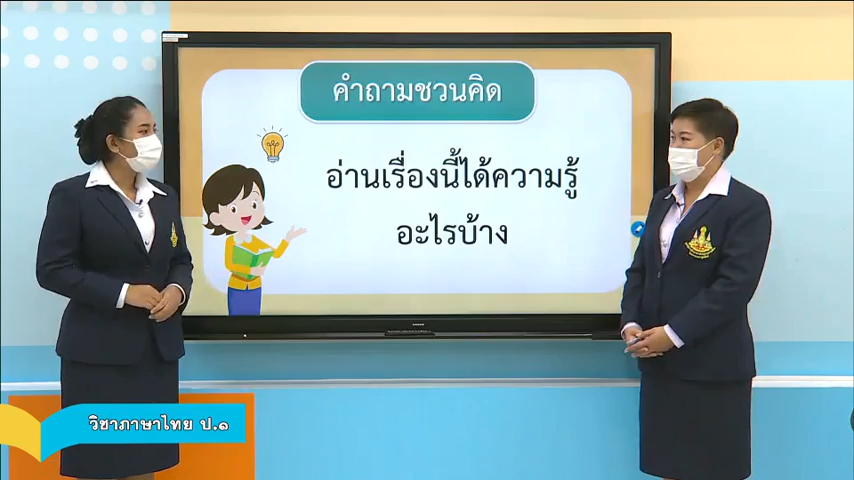 คำถามชวนคิด
อ่านเรื่องนี้ได้ความรู้
อะไรบ้าง
วิชาภาษาไทย ป.๑